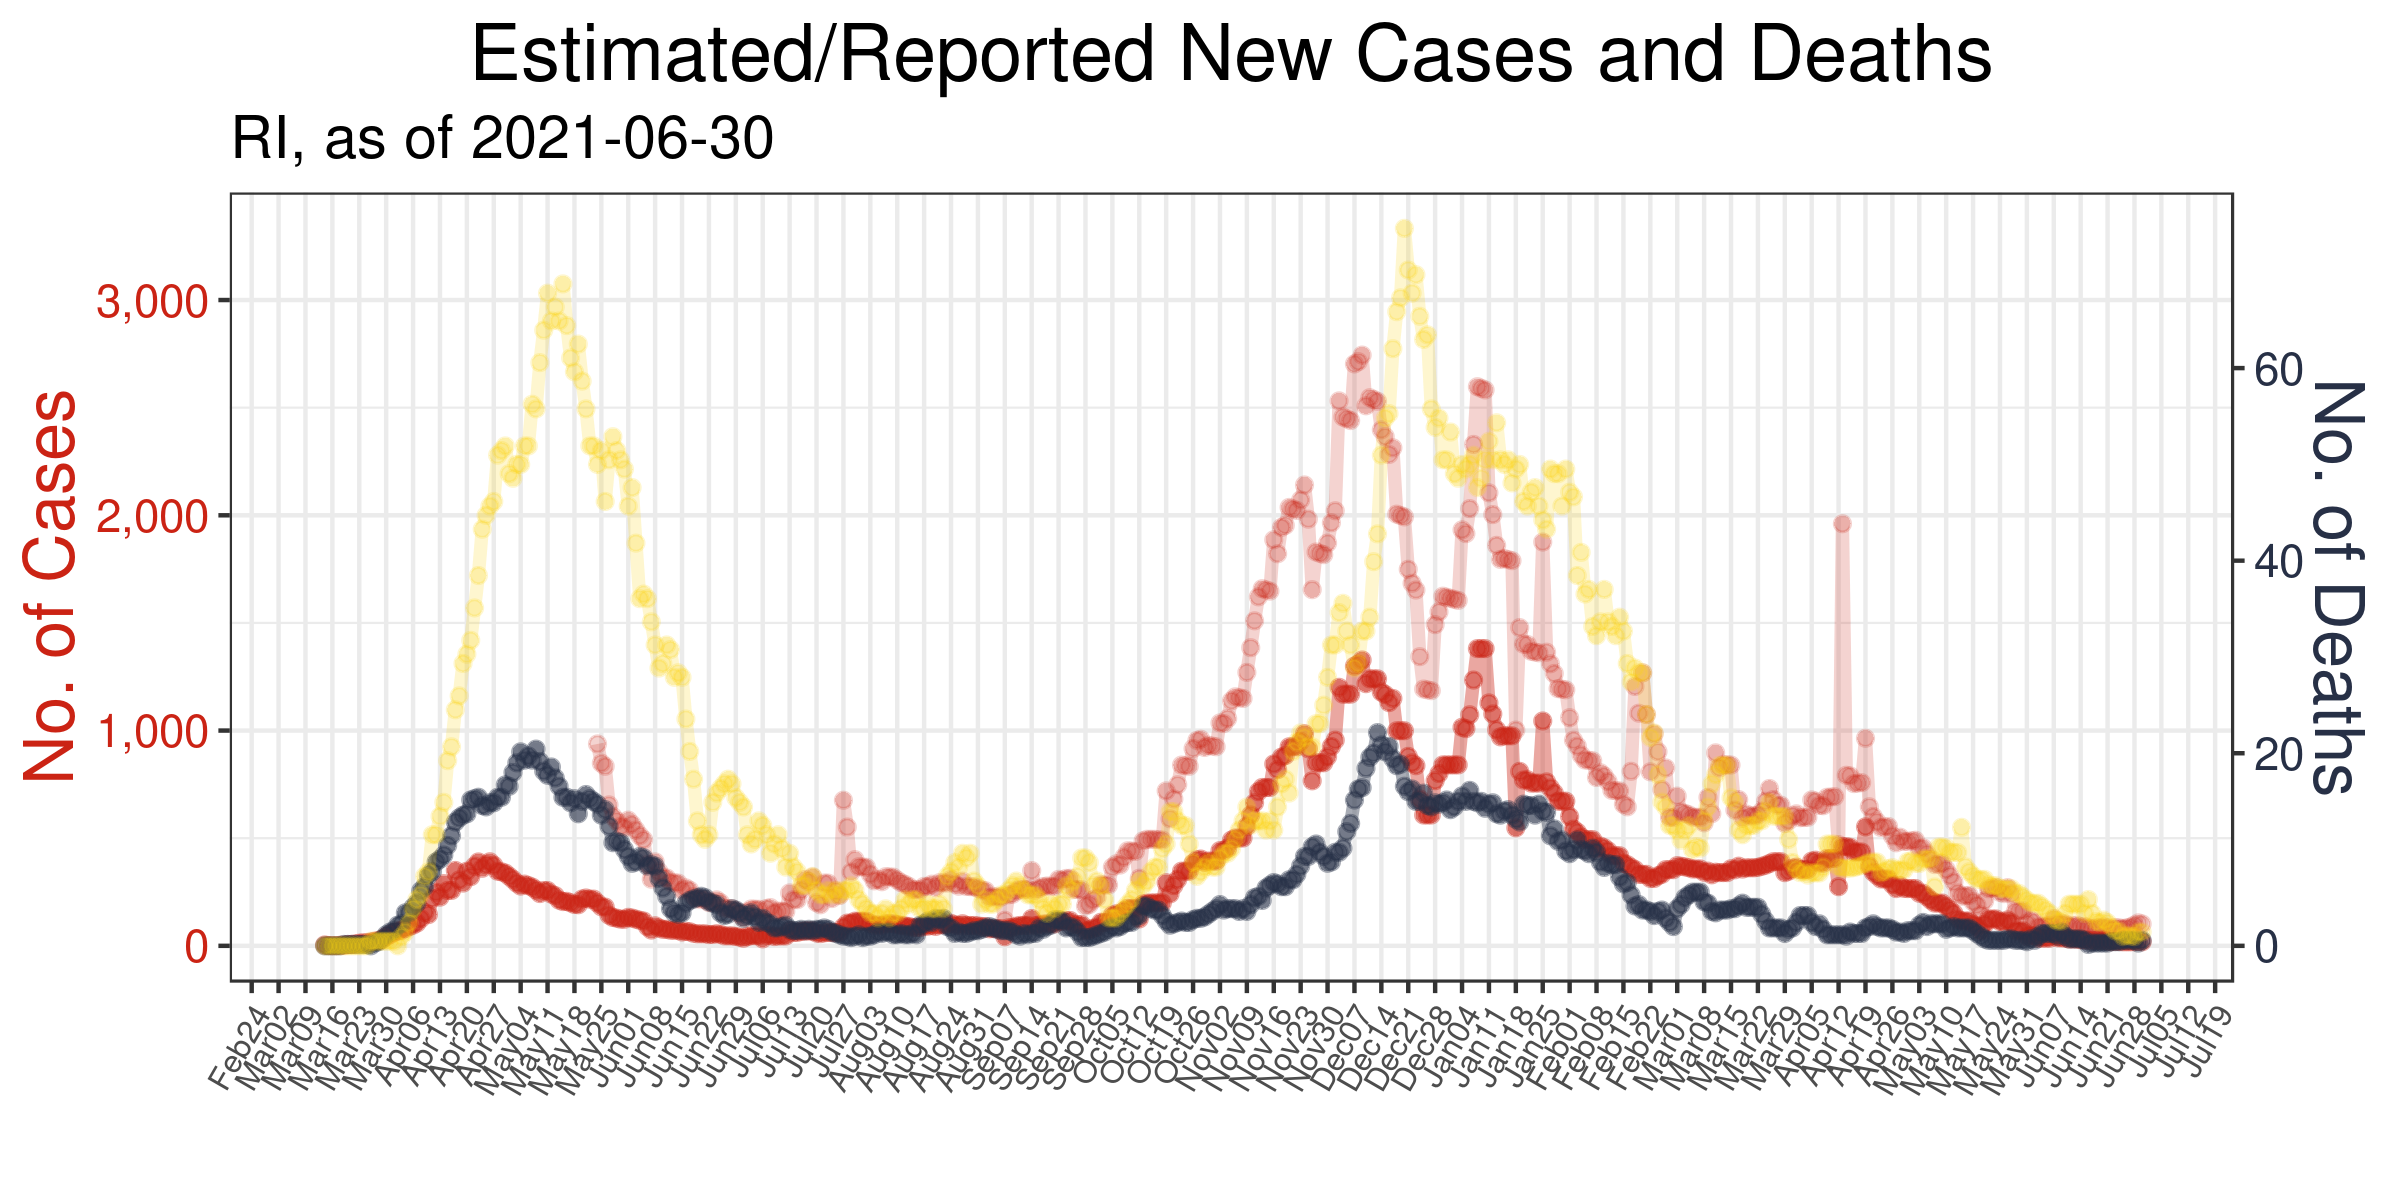 Estimated/Reported New Cases and Deaths
RI, as of 2021-06-30
No. of Cases
3,000
2,000
1,000
0
No. of Deaths
60
40
20
0
Feb24 Mar02 Mar09 Mar16 Mar23 Mar30 Apr06 Apr13 Apr20 Apr27 May04 May11 May18 May25 Jun01 Jun08 Jun15 Jun22 Jun29 Jul06 Jul13 Jul20 Jul27 Aug03 Aug10 Aug17 Aug24 Aug31 Sep07 Sep14 Sep21 Sep28 Oct05 Oct12 Oct19 Oct26 Nov02 Nov09 Nov16 Nov23 Nov30 Dec07 Dec14 Dec21 Dec28 Jan04 Jan11 Jan18 Jan25 Feb01 Feb08 Feb15 Feb22 Mar01 Mar08 Mar15 Mar22 Mar29 Apr05 Apr12 Apr19 Apr26 May03 May10 May17 May24 May31 Jun07 Jun14 Jun21 Jun28 Jul05 Jul12 Jul19